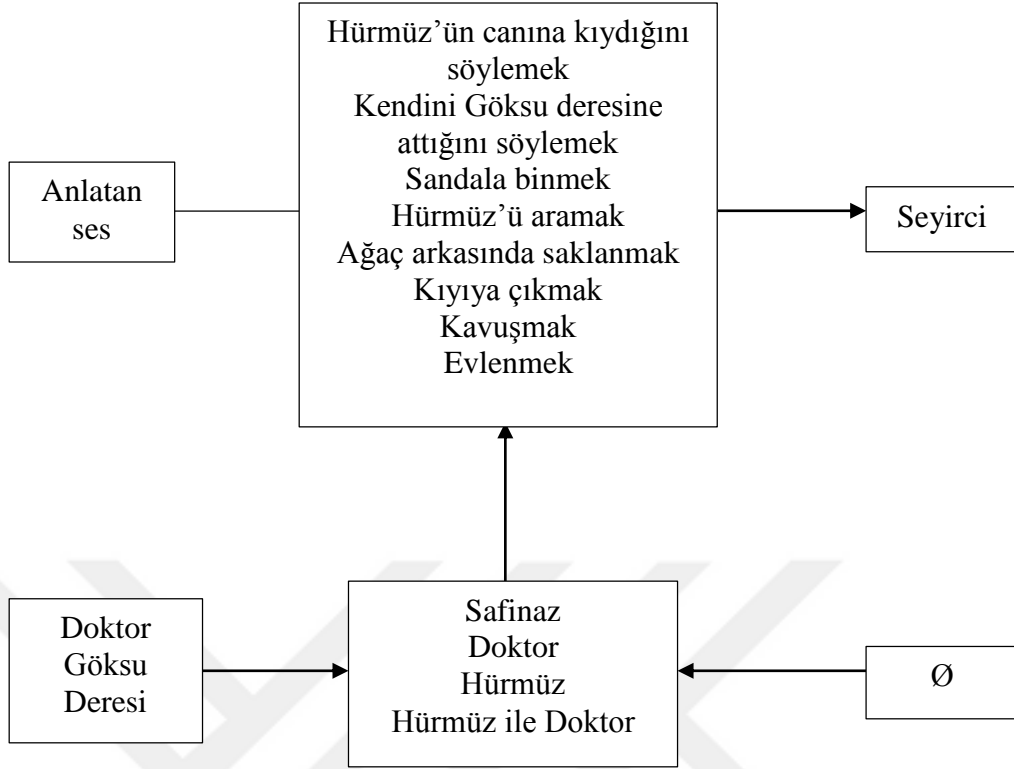 Hürmüz’ün canına kıydığını
söylemek
Kendini Göksu deresine
attığını söylemek
Sandala binmek
Hürmüz’ü aramak
Ağaç arkasında saklanmak
Kıyıya çıkmak
Kavuşmak
Evlenmek
Anlatan
ses
Seyirci
Doktor
Göksu
Deresi
Safinaz
Doktor
Hürmüz
Hürmüz ile Doktor
Ø